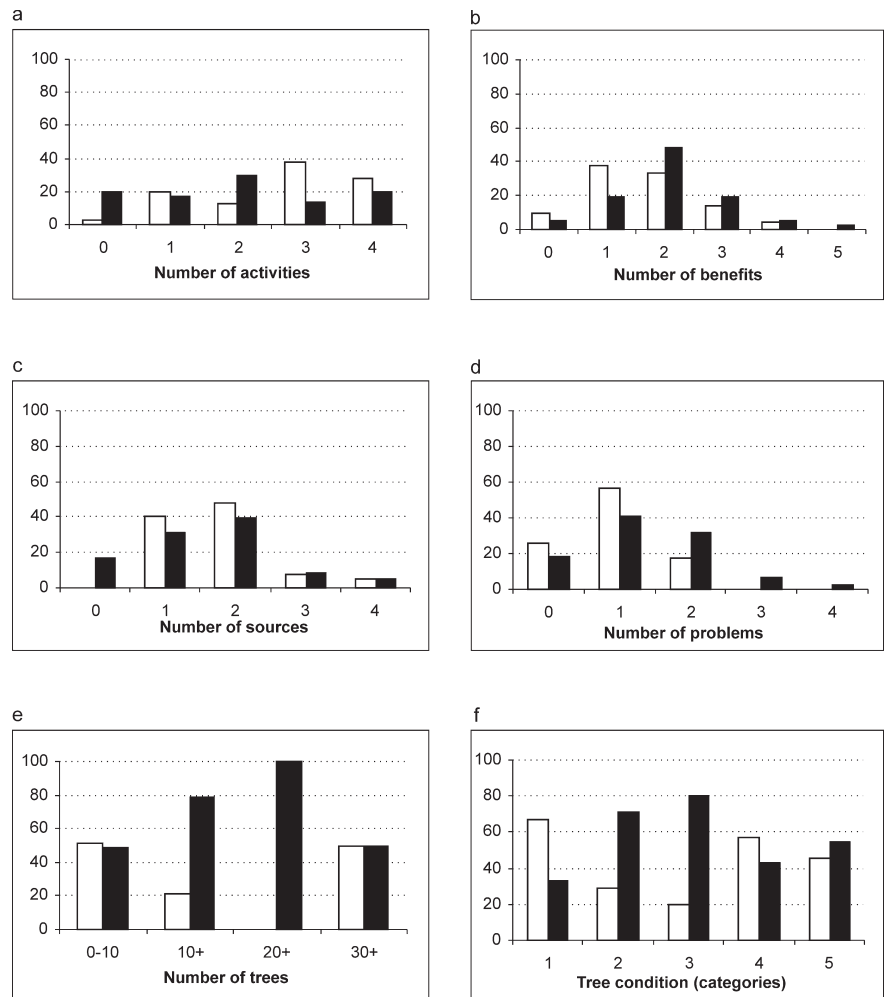 a
100
80
60
40
20
0
0 1 2 3 4
Number of activities
b
100
80
60
40
20
0
0 1 2 3 4 5
Number of benefits
c
100
80
60
40
20
0
0 1 2 3 4
Number of sources
d
100
80
60
40
20
0
0 1 2 3 4
Number of problems
e
100
80
60
40
20
0
0-10 10+ 20+ 30+
Number of trees
f
100
80
60
40
20
0
1 2 3 4 5
Tree condition (categories)